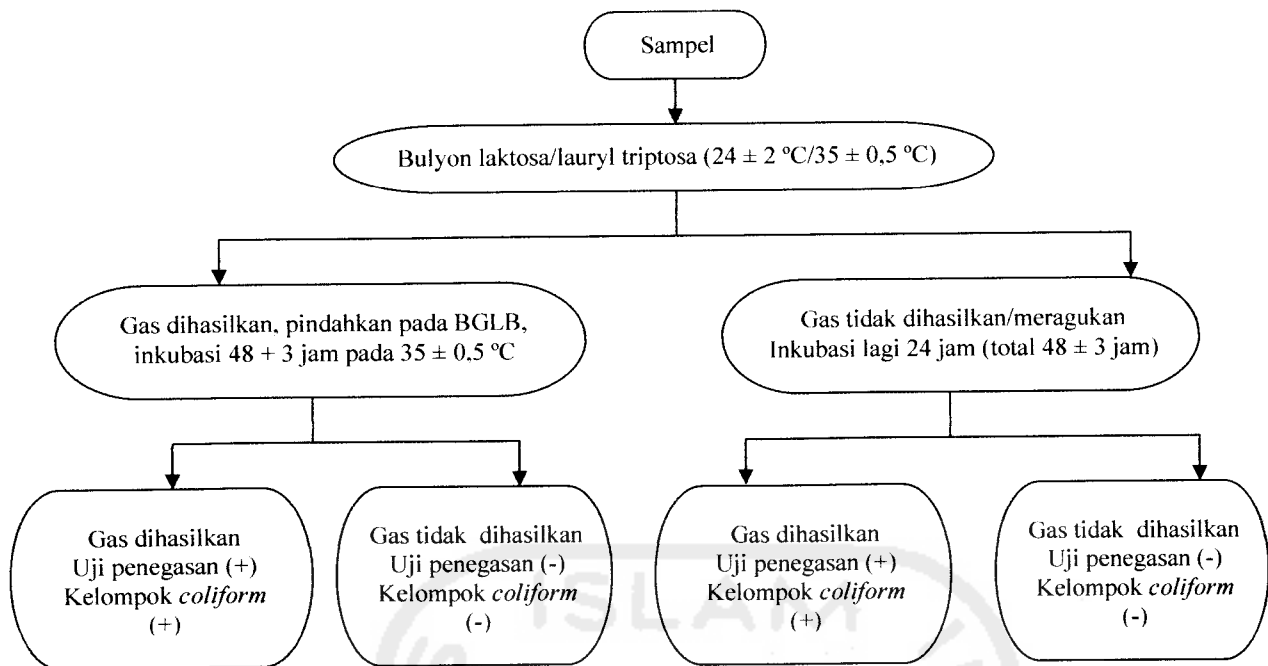 Sampel
Bulyon laktosa/lauryl triptosa (24 ± 2 ºC/35 ± 0,5 ºC)
Gas dihasilkan, pindahkan pada BGLB,
inkubasi 48 + 3 jam pada 35 ± 0,5 ºC
Gas tidak dihasilkan/meragukan
Inkubasi lagi 24 jam (total 48 ± 3 jam)
Gas dihasilkan
Uji penegasan (+)
Kelompok coliform
(+)
Gas tidak dihasilkan
Uji penegasan (-)
Kelompok coliform
(-)
Gas dihasilkan
Uji penegasan (+)
Kelompok coliform
(+)
Gas tidak dihasilkan
Uji penegasan (-)
Kelompok coliform
(-)
ISLAM